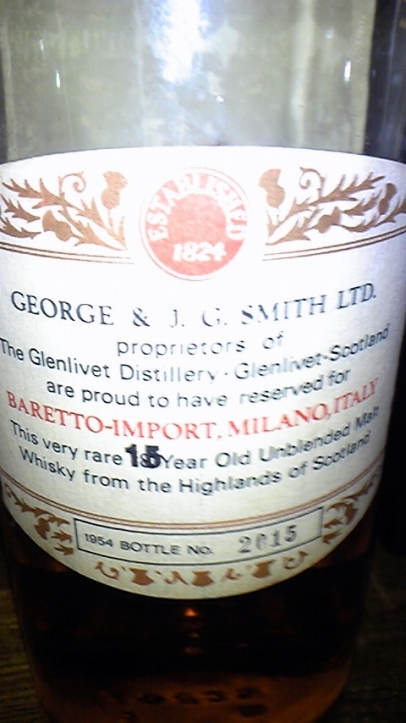 ESTABLISHED
1824
GEORGE & J. G. SMITH LTD.
proprietors of
The Glenlivet Distillery · Glenlivet-Scotland
are proud to have reserved for
BARETTO-IMPORT, MILANO, ITALY
This very rare 15 Year Old Unblended Malt
Whisky from the Highlands of Scotland
1954 BOTTLE No. 2615